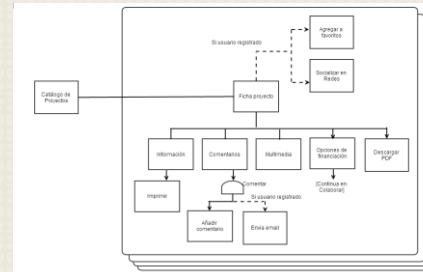 Agregar a
favoritos
Si usuario registrado
Socializar en
Redes
Catálogo de
Proyectos
Ficha proyecto
Información
Comentarios
Multimedia
Opciones de
financiación
Descargar
PDF
Imprimir
Comentar
(Continua en
Colaborar)
Si usuario registrado
Añadir
comentario
Envía email